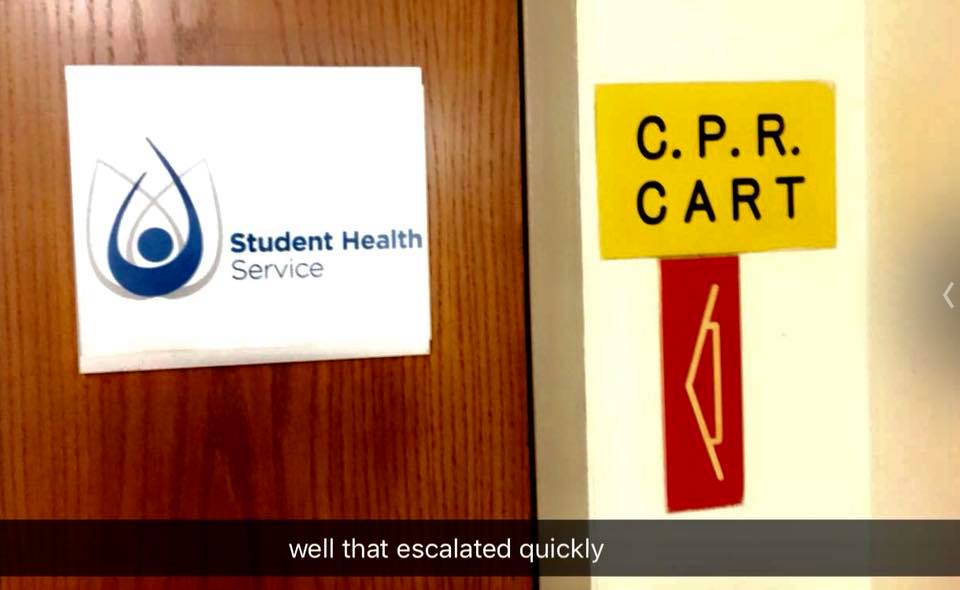 Student Health
Service
C. P. R.
CART
well that escalated quickly